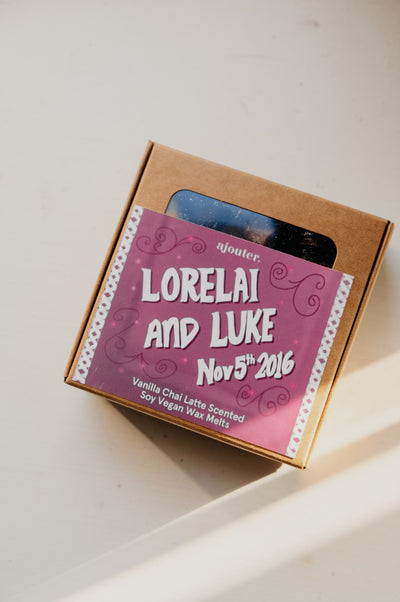 ajouter.
LORELAI
AND LUKE
Nov 5th 2016
Vanilla Chai Latte Scented
Soy Vegan Wax Melts